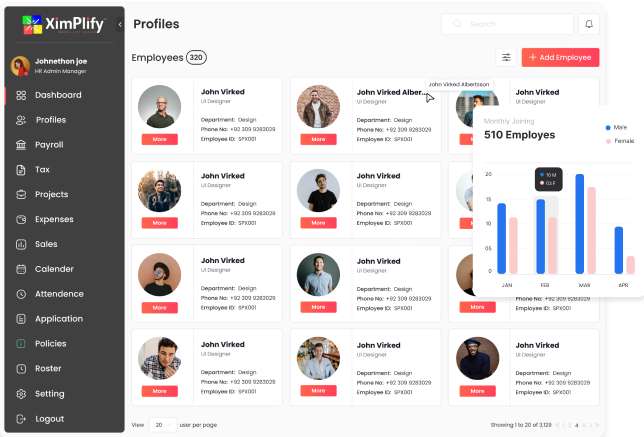 XimPlify
Johnethon joe
HR Admin Manager
Dashboard
Profiles
Payroll
Tax
Projects
Expenses
Sales
Calender
Attendence
Application
Policies
Roster
Setting
Logout
Profiles
Search
Employees 320
+ Add Employee
John Virked
UI Designer
Department: Design
Phone No: +92 309 9283029
Employee ID: SPX001
More
John Virked Alber...
John Virked Albertsson
UI Designer
Department: Design
Phone No: +92 309 9283029
Employee ID: SPX001
More
John Virked
UI Designer
John Virked
UI Designer
Department: Design
Phone No: +92 309 9283029
Employee ID: SPX001
More
John Virked
UI Designer
Department: Design
Phone No: +92 309 9283029
Employee ID: SPX001
More
Monthly Joining
510 Employes
Male
Female
20
15
10
05
0
10 M
03 F
JAN
FEB
MAR
APR
John Virked
UI Designer
Department: Design
Phone No: +92 309 9283029
Employee ID: SPX001
More
John Virked
UI Designer
Department: Design
Phone No: +92 309 9283029
Employee ID: SPX001
More
Phone No: +92 309 9283029
Employee ID: SPX001
More
John Virked
UI Designer
Department: Design
Phone No: +92 309 9283029
Employee ID: SPX001
More
John Virked
UI Designer
Department: Design
Phone No: +92 309 9283029
Employee ID: SPX001
More
John Virked
UI Designer
Department: Design
Phone No: +92 309 9283029
Employee ID: SPX001
More
View 20 user per page
Showing 1 to 20 of 3,129
3 4 5